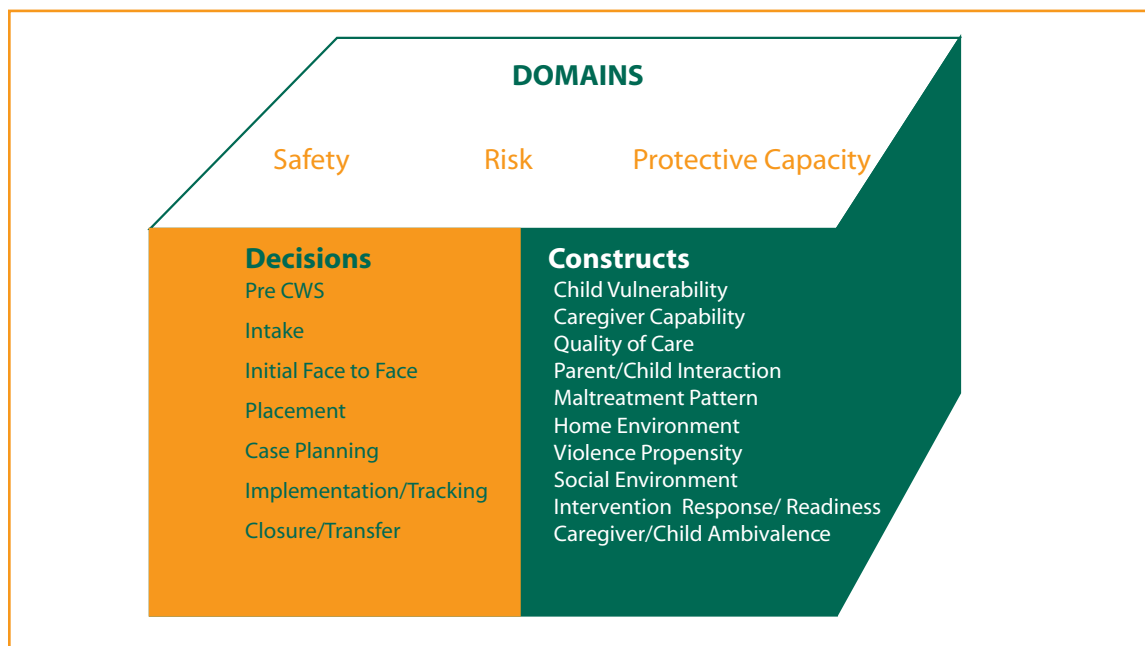 DOMAINS
Safety Risk Protective Capacity
Decisions
Pre CWS
Intake
Initial Face to Face
Placement
Case Planning
Implementation/Tracking
Closure/Transfer
Constructs
Child Vulnerability
Caregiver Capability
Quality of Care
Parent/Child Interaction
Maltreatment Pattern
Home Environment
Violence Propensity
Social Environment
Intervention  Response/ Readiness
Caregiver/Child Ambivalence